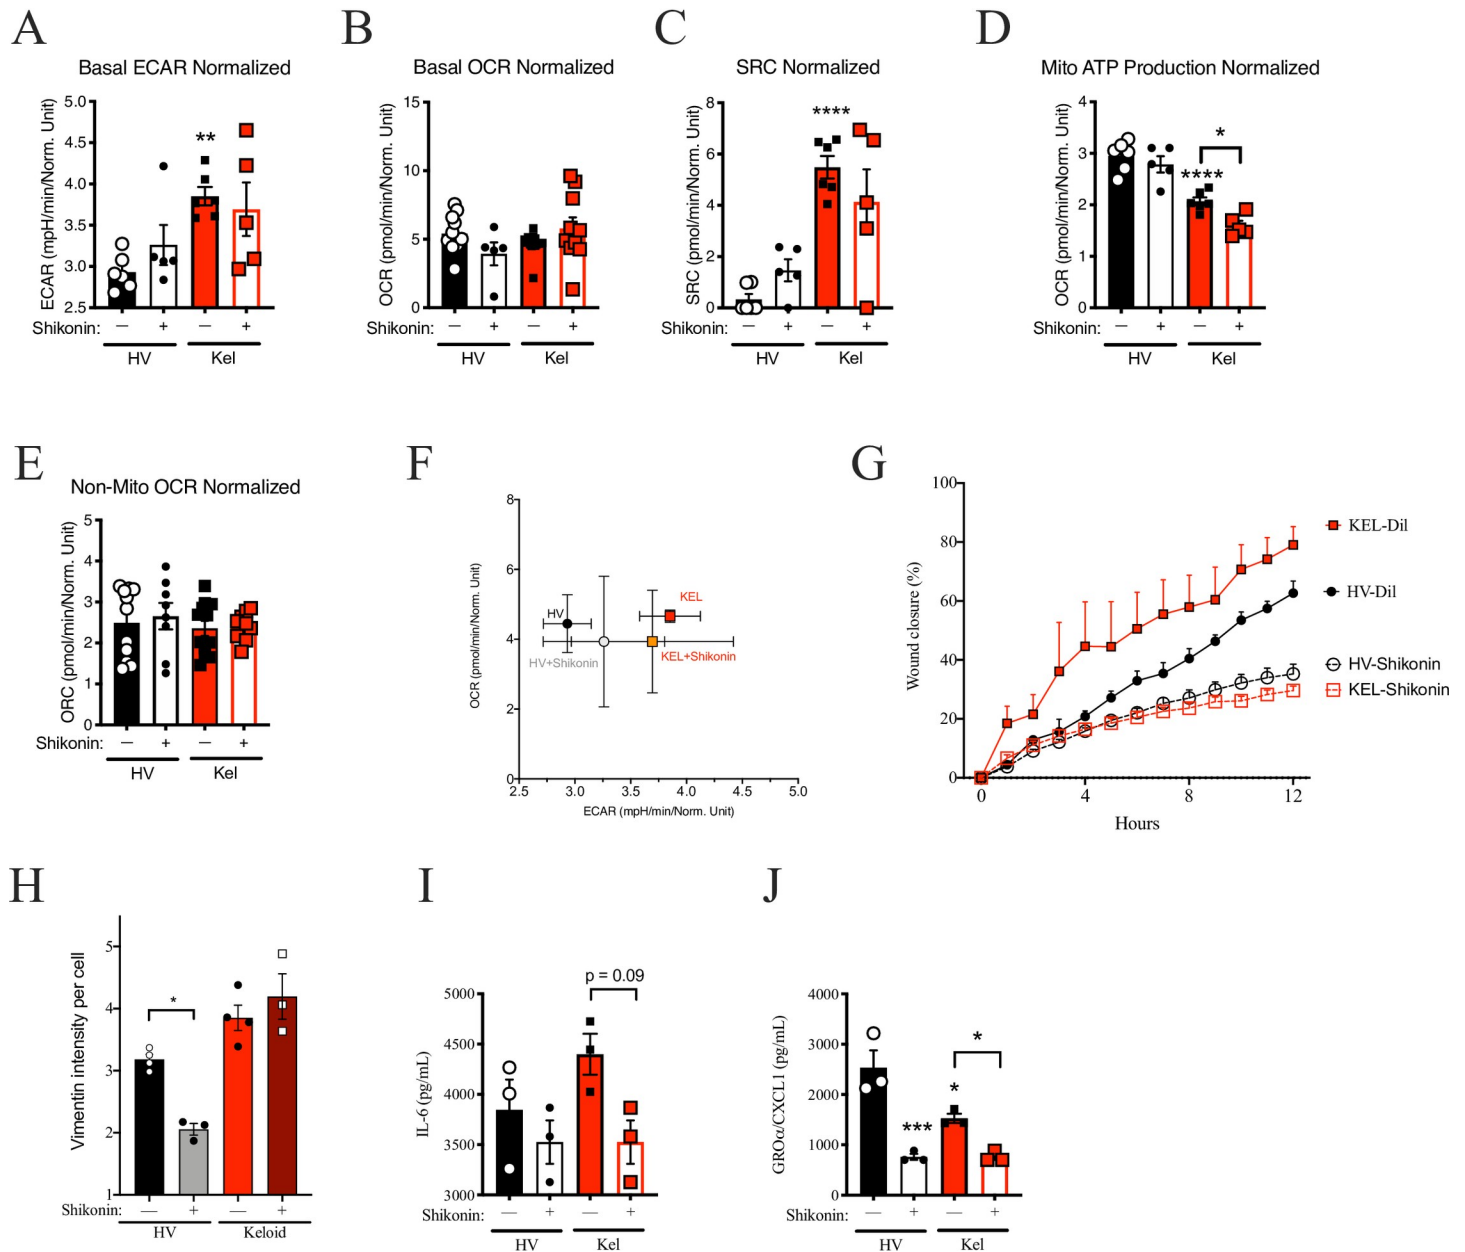 A
Basal ECAR Normalized
ECAR (mpH/min/Norm. Unit)
5.0
4.5
4.0
3.5
3.0
2.5
**
Shikonin: — + — +
HV Kel
B
Basal OCR Normalized
OCR (pmol/min/Norm. Unit)
15
10
5
0
Shikonin: — + — +
HV Kel
C
SRC Normalized
SRC (pmol/min/Norm. Unit)
8
6
4
2
0
****
Shikonin: — + — +
HV Kel
D
Mito ATP Production Normalized
OCR (pmol/min/Norm. Unit)
4
3
2
1
0
*
****
Shikonin: — + — +
HV Kel
E
Non-Mito OCR Normalized
ORC (pmol/min/Norm. Unit)
5
4
3
2
1
0
Shikonin: — + — +
HV Kel
F
OCR (pmol/min/Norm. Unit)
8
6
4
2
0
HV
KEL
HV+Shikonin
KEL+Shikonin
2.5 3.0 3.5 4.0 4.5 5.0
ECAR (mpH/min/Norm. Unit)
G
Wound closure (%)
100
80
60
40
20
0
0 4 8 12
Hours
KEL-Dil
HV-Dil
HV-Shikonin
KEL-Shikonin
H
Vimentin intensity per cell
5
4
3
2
1
*
Shikonin: — + — +
HV Keloid
I
IL-6 (pg/mL)
5000
4500
4000
3500
3000
p = 0.09
Shikonin: — + — +
HV Kel
J
GROα/CXCL1 (pg/mL)
4000
3000
2000
1000
0
*
*
***
Shikonin: — + — +
HV Kel